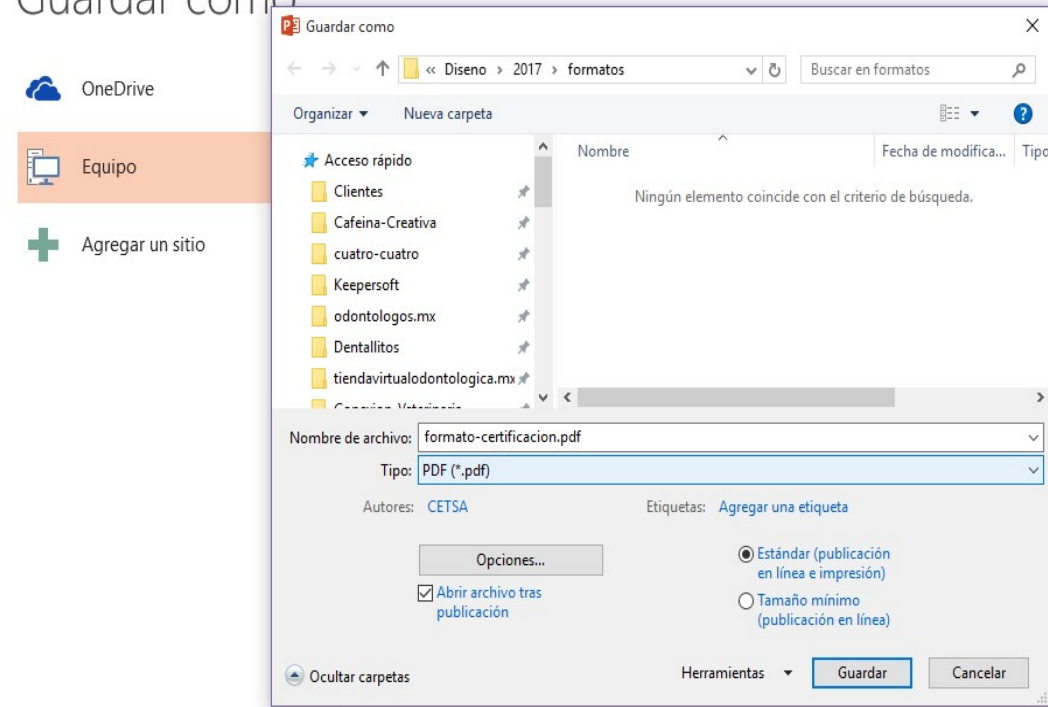 Guardar como
OneDrive
Equipo
Agregar un sitio
Guardar como
« Diseno › 2017 › formatos
Buscar en formatos
Organizar
Nueva carpeta
Acceso rápido
Clientes
Cafeina-Creativa
cuatro-cuatro
Keepersoft
odontologos.mx
Dentallitos
tiendavirtualodontologica.mx
Nombre
Fecha de modifica...
Tipo
Ningún elemento coincide con el criterio de búsqueda.
Nombre de archivo: formato-certificacion.pdf
Tipo: PDF (*.pdf)
Autores: CETSA
Etiquetas: Agregar una etiqueta
Opciones...
Abrir archivo tras
publicación
Estándar (publicación
en línea e impresión)
Tamaño mínimo
(publicación en línea)
Ocultar carpetas
Herramientas
Guardar
Cancelar